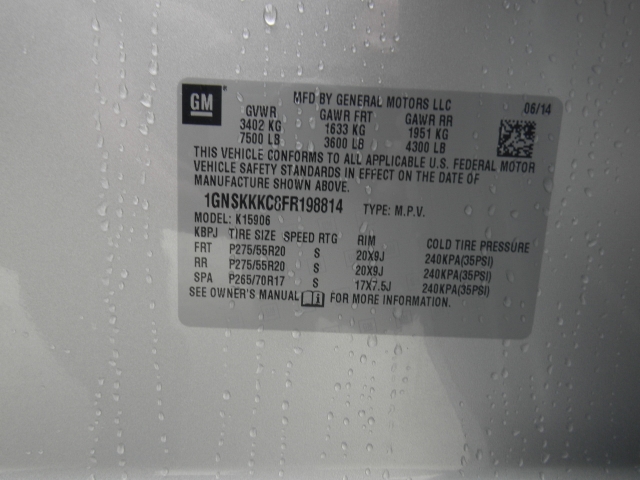 GM
MFD BY GENERAL MOTORS LLC
06/14
GVWR GAWR FRT GAWR RR
3402 KG 1633 KG 1951 KG
7500 LB 3600 LB 4300 LB
THIS VEHICLE CONFORMS TO ALL APPLICABLE U.S. FEDERAL MOTOR
VEHICLE SAFETY STANDARDS IN EFFECT ON THE DATE OF
MANUFACTURE SHOWN ABOVE.
1GNSKKKC8FR198814 TYPE: M.P.V.
MODEL: K15906
KBPJ TIRE SIZE SPEED RTG RIM COLD TIRE PRESSURE
FRT P275/55R20 S 20X9J 240KPA(35PSI)
RR P275/55R20 S 20X9J 240KPA(35PSI)
SPA P265/70R17 S 17X7.5J 240KPA(35PSI)
SEE OWNER'S MANUAL FOR MORE INFORMATION.